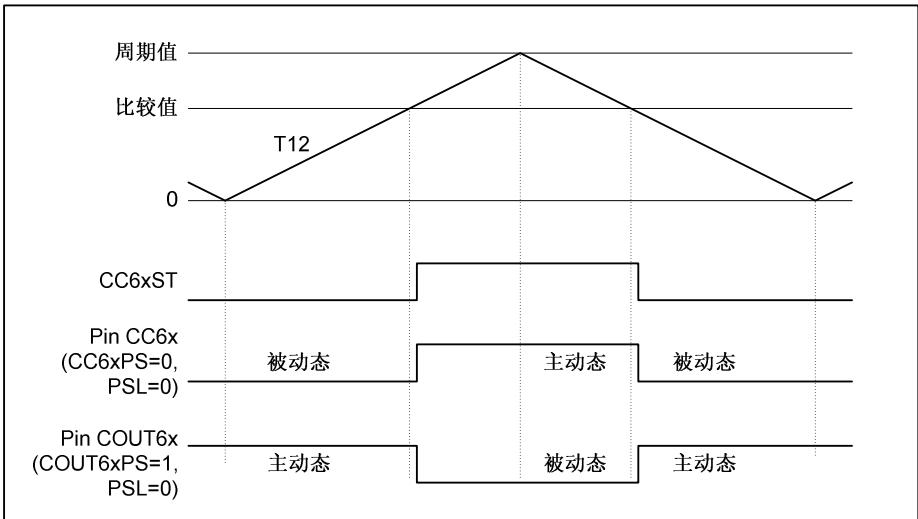 周期值
比较值
T12
0
CC6xST
Pin CC6x
(CC6xPS=0,
PSL=0)
被动态 主动态 被动态
Pin COUT6x
(COUT6xPS=1,
PSL=0)
主动态 被动态 主动态